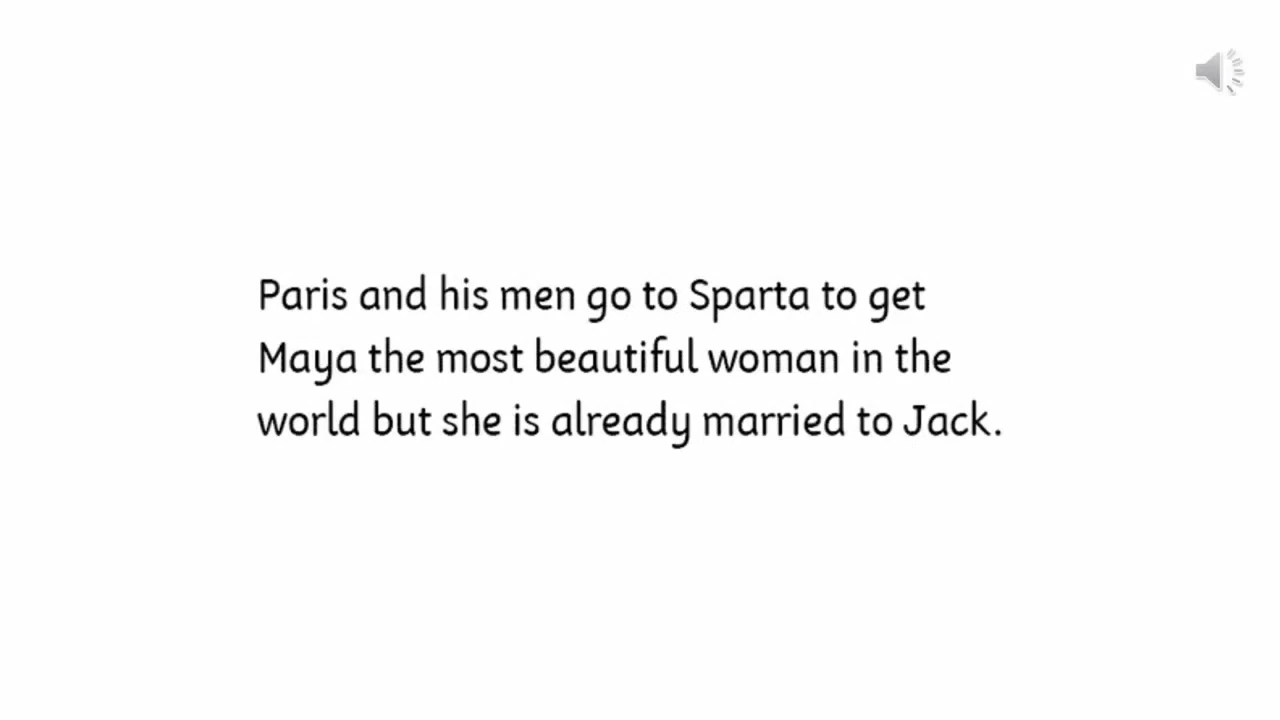 Paris and his men go to Sparta to get
Maya the most beautiful woman in the
world but she is already married to Jack.